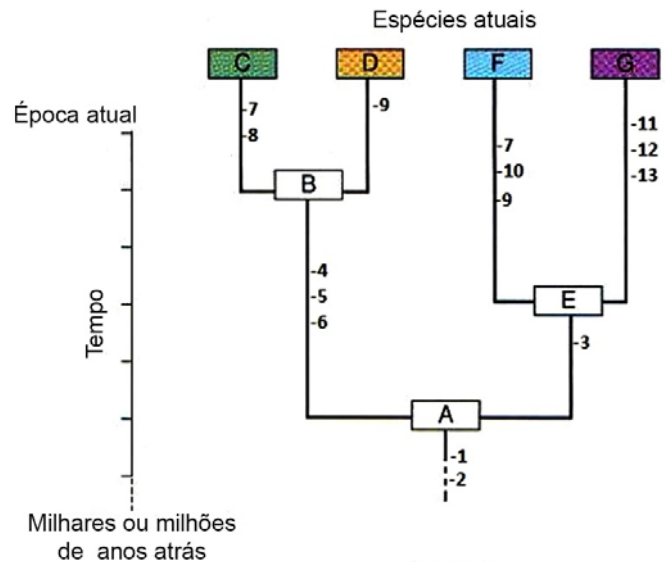 Espécies atuais
C D F G
Época atual
-7
-8
-9
-7
-10
-9
-11
-12
-13
B
-4
-5
-6
E
-3
Tempo
A
-1
-2
Milhares ou milhões
de anos atrás